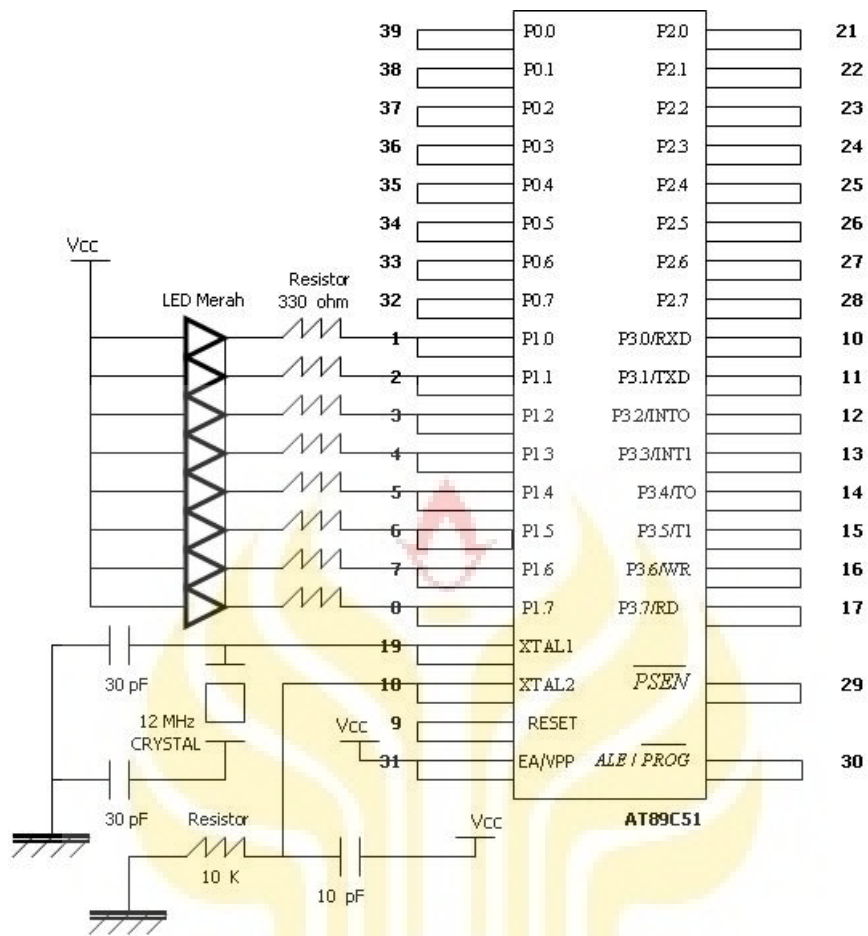 39 P0.0 P2.0 21
38 P0.1 P2.1 22
37 P0.2 P2.2 23
36 P0.3 P2.3 24
35 P0.4 P2.4 25
34 P0.5 P2.5 26
Vcc
33 P0.6 P2.6 27
LED Merah
Resistor
330 ohm
32 P0.7 P2.7 28
1 P1.0 P3.0/RXD 10
2 P1.1 P3.1/TXD 11
3 P1.2 P3.2/INTO 12
4 P1.3 P3.3/INT1 13
5 P1.4 P3.4/TO 14
6 P1.5 P3.5/T1 15
7 P1.6 P3.6/WR 16
8 P1.7 P3.7/RD 17
19 XTAL1
30 pF
18 XTAL2 PSEN 29
12 MHz
CRYSTAL
Vcc
9 RESET
31 EA/VPP ALE / PROG 30
30 pF
Resistor
10 K
10 pF
Vcc
AT89C51